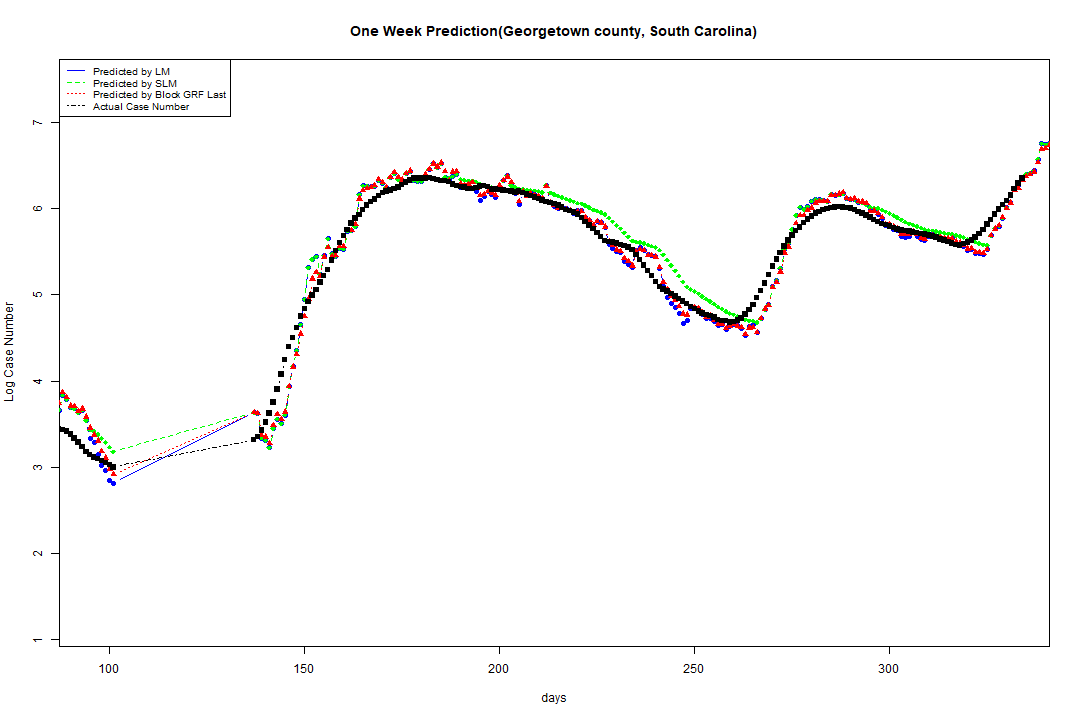 One Week Prediction(Georgetown county, South Carolina)
Predicted by LM
Predicted by SLM
Predicted by Block GRF Last
Actual Case Number
7
6
5
4
3
2
1
Log Case Number
100 150 200 250 300
days